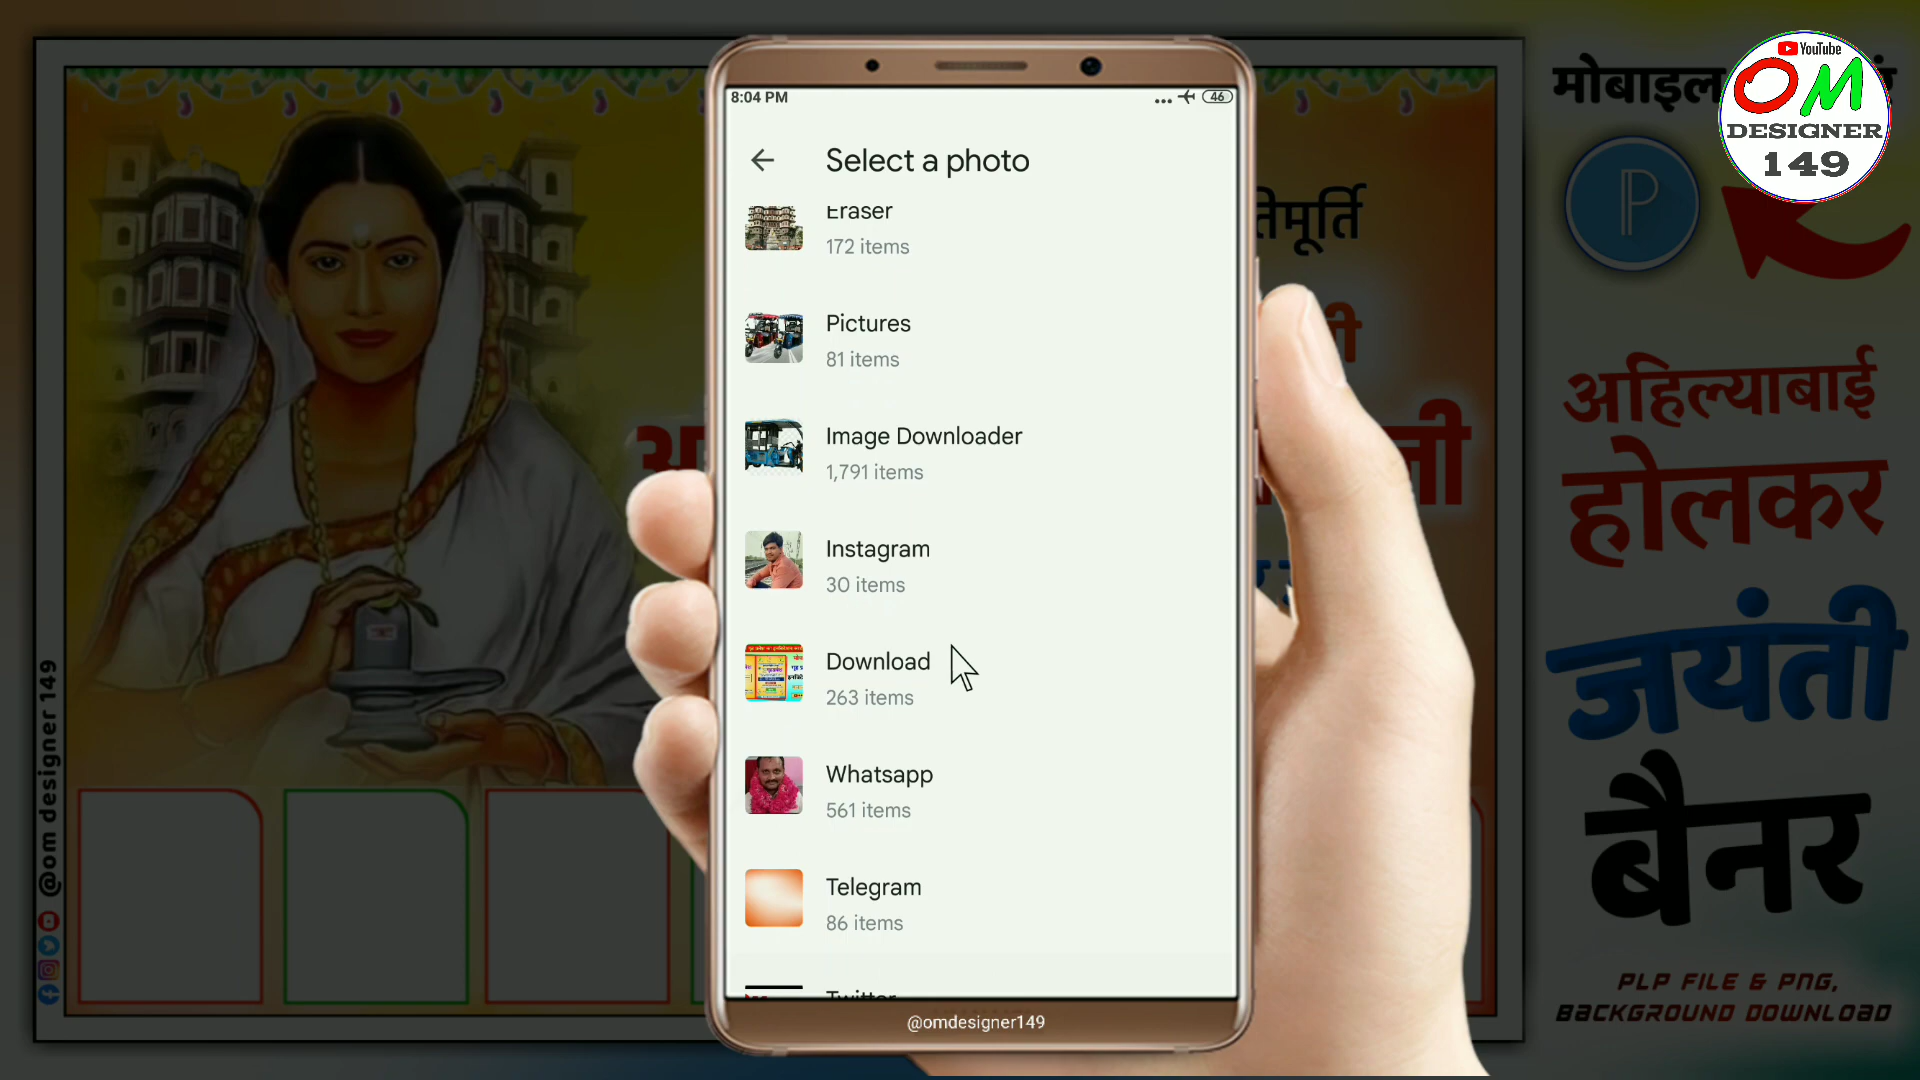 8:04 PM
46
Select a photo
Eraser
172 items
Pictures
81 items
Image Downloader
1,791 items
Instagram
30 items
Download
263 items
Whatsapp
561 items
Telegram
86 items
Twitter
@omdesigner149
@om designer 149
YouTube
OM
DESIGNER
149
मोबाइल
P
अहिल्याबाई
होलकर
जयंती
बैनर
PLP FILE & PNG,
BACKGROUND DOWNLOAD